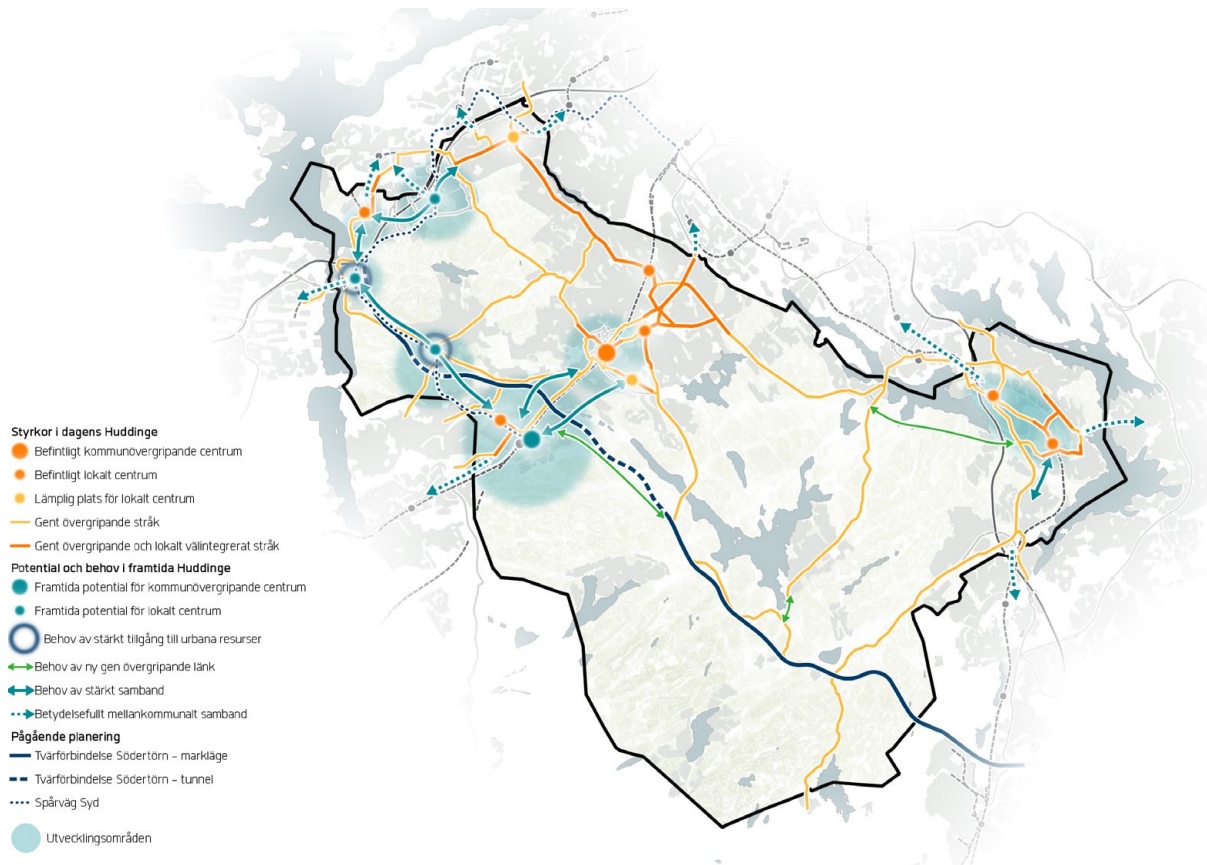 Styrkor i dagens Huddinge
Befintligt kommunövergripande centrum
Befintligt lokalt centrum
Lämplig plats för lokalt centrum
Gent övergripande stråk
Gent övergripande och lokalt välintegrerat stråk
Potential och behov i framtida Huddinge
Framtida potential för kommunövergripande centrum
Framtida potential för lokalt centrum
Behov av stärkt tillgång till urbana resurser
Behov av ny gen övergripande länk
Behov av stärkt samband
Betydelsefullt mellankommunalt samband
Pågående planering
Tvärförbindelse Södertörn – markläge
Tvärförbindelse Södertörn – tunnel
Spårväg Syd
Utvecklingsområden